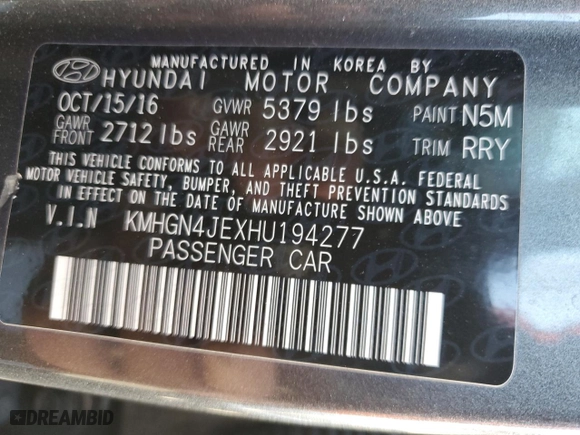 MANUFACTURED IN KOREA BY
HYUNDAI MOTOR COMPANY
OCT/15/16 GVWR 5379 lbs PAINT N5M
GAWR FRONT 2712 lbs GAWR REAR 2921 lbs TRIM RRY
THIS VEHICLE CONFORMS TO ALL APPLICABLE U.S.A. FEDERAL
MOTOR VEHICLE SAFETY, BUMPER, AND THEFT PREVENTION STANDARDS
IN EFFECT ON THE DATE OF MANUFACTURE SHOWN ABOVE
V.I.N KMHGN4JEXHU194277
PASSENGER CAR
DREAMBID